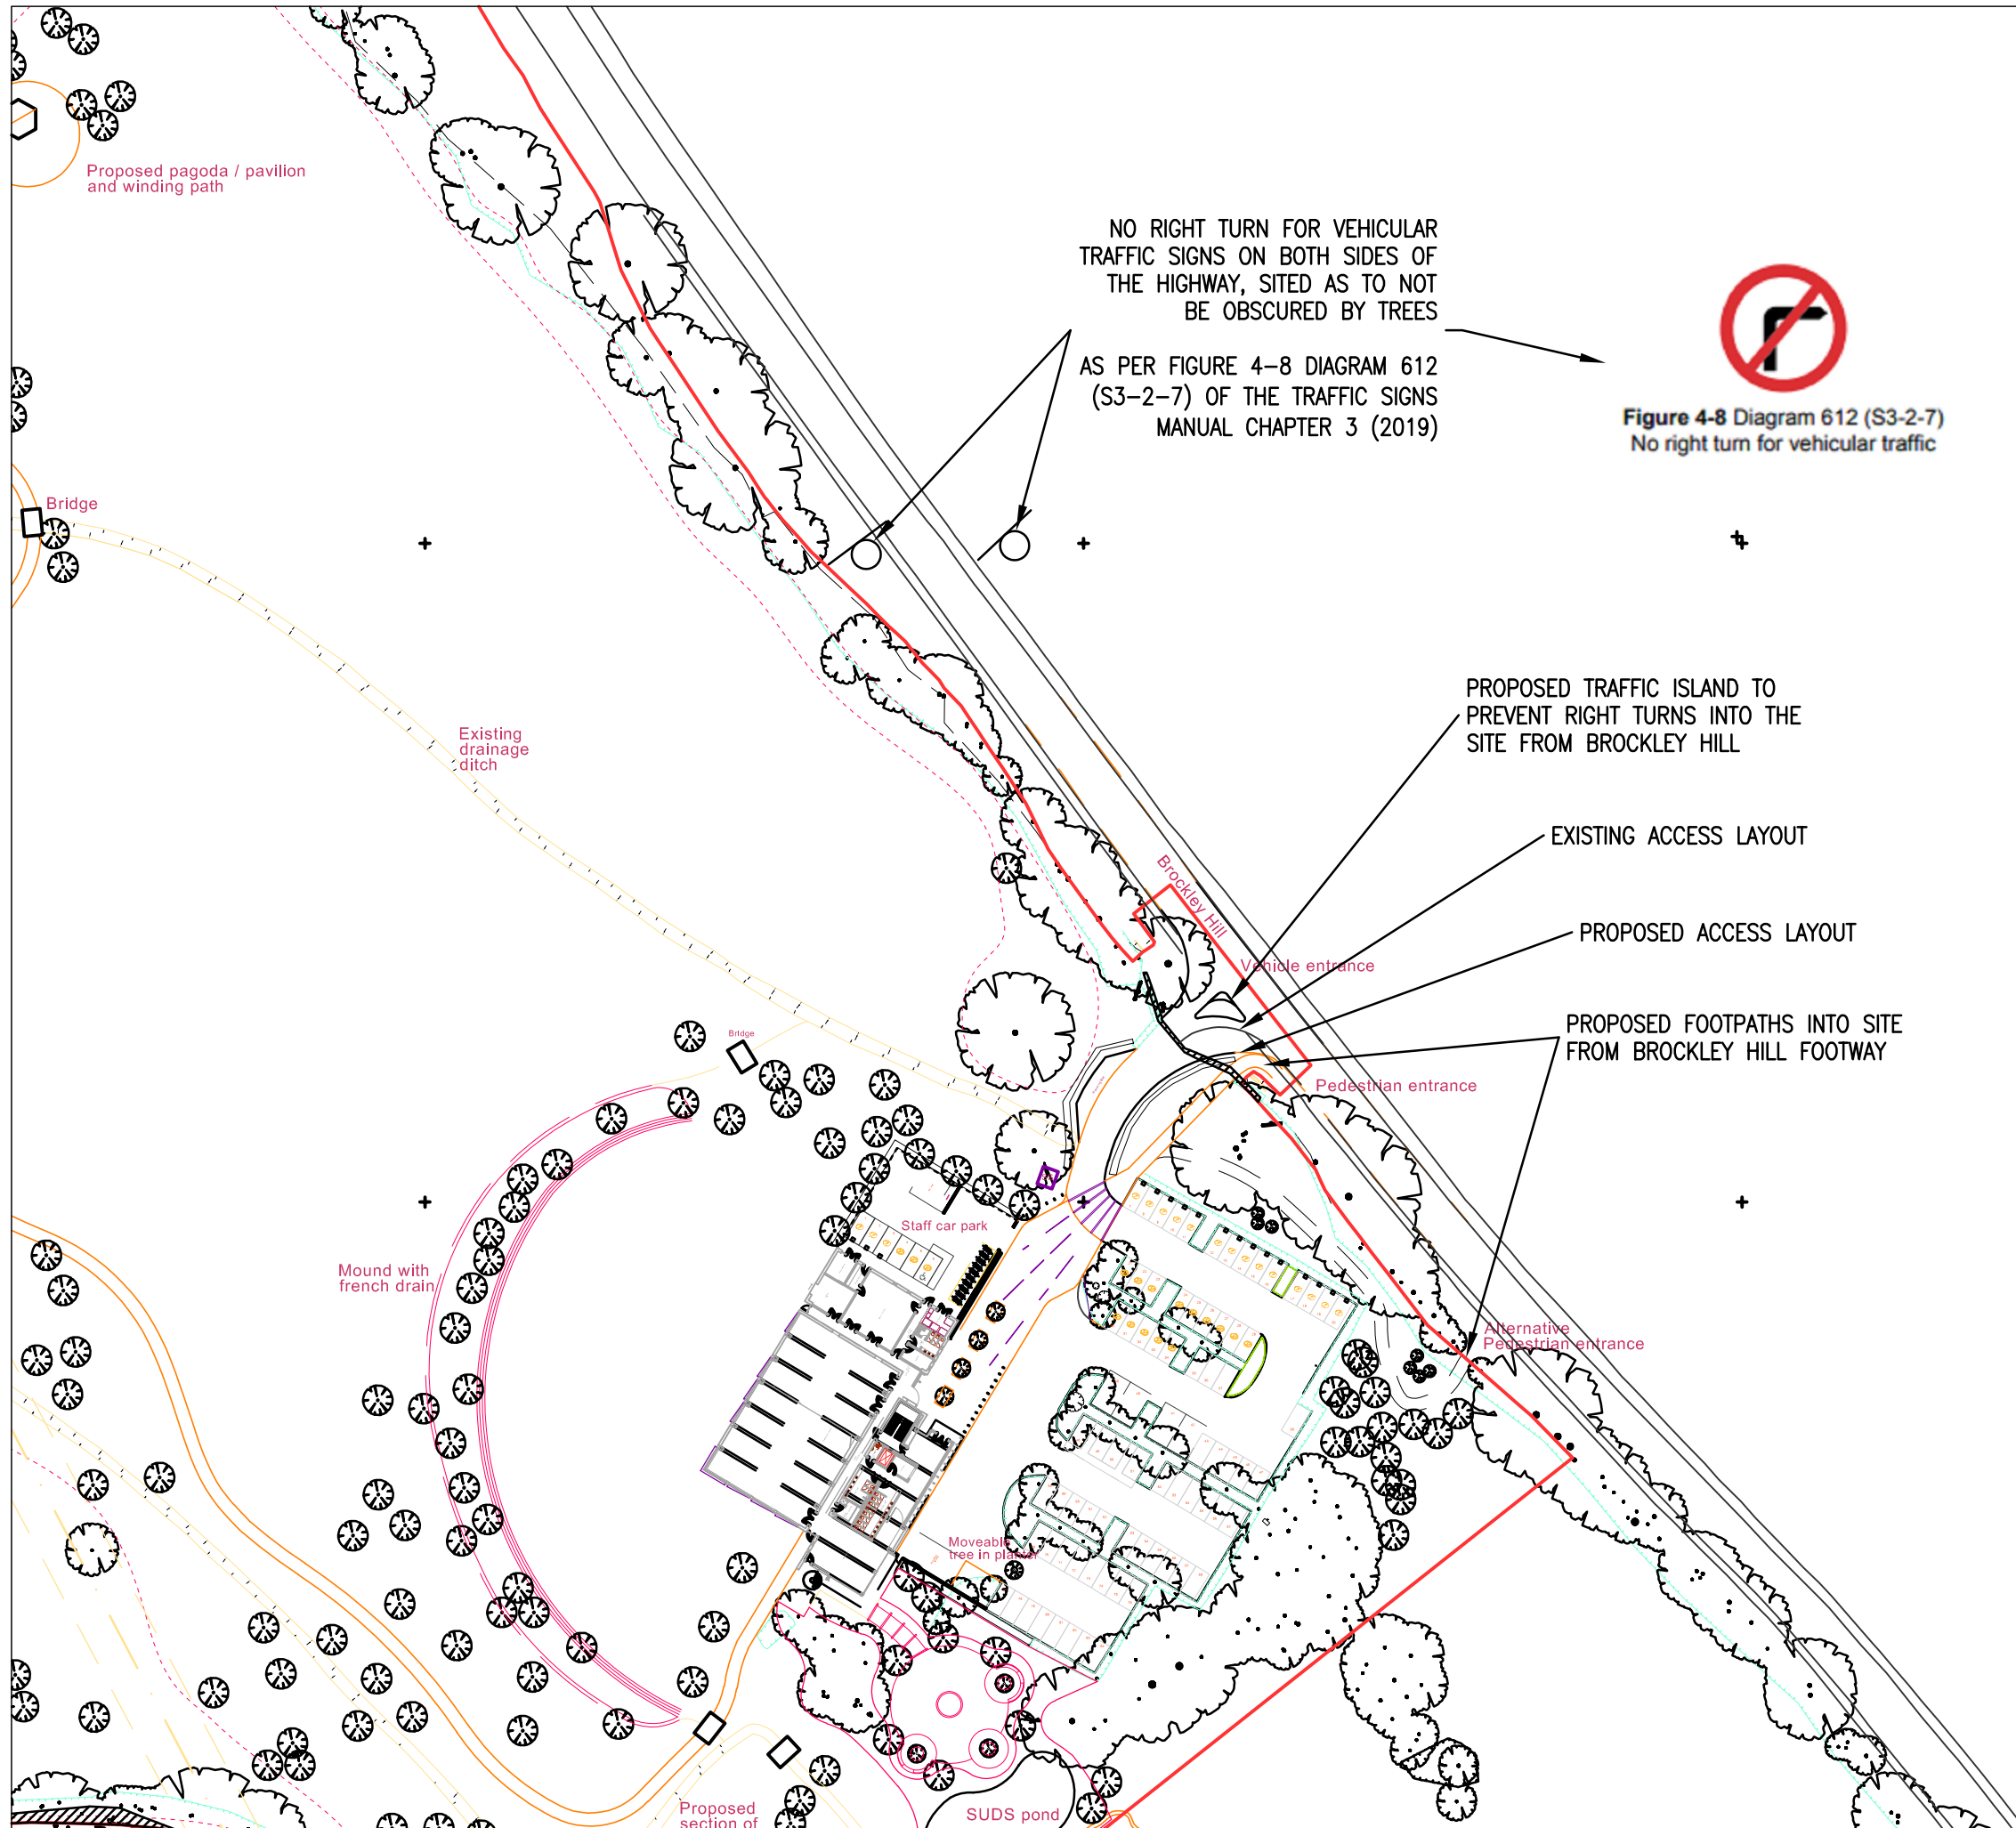 Proposed pagoda / pavilion
and winding path
NO RIGHT TURN FOR VEHICULAR
TRAFFIC SIGNS ON BOTH SIDES OF
THE HIGHWAY, SITED AS TO NOT
BE OBSCURED BY TREES
AS PER FIGURE 4-8 DIAGRAM 612
(S3-2-7) OF THE TRAFFIC SIGNS
MANUAL CHAPTER 3 (2019)
Figure 4-8 Diagram 612 (S3-2-7)
No right turn for vehicular traffic
Bridge
Existing
drainage
ditch
PROPOSED TRAFFIC ISLAND TO
PREVENT RIGHT TURNS INTO THE
SITE FROM BROCKLEY HILL
EXISTING ACCESS LAYOUT
Brockley Hill
PROPOSED ACCESS LAYOUT
Vehicle entrance
PROPOSED FOOTPATHS INTO SITE
FROM BROCKLEY HILL FOOTWAY
Bridge
Pedestrian entrance
Staff car park
Mound with
french drain
Alternative
Pedestrian entrance
Moveable
tree in planter
Proposed
section of
SUDS pond